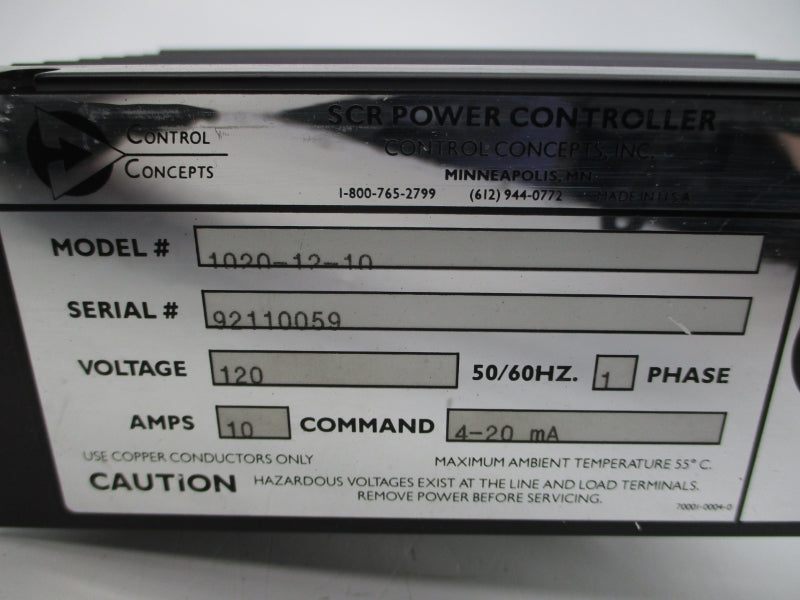 CONTROL
CONCEPTS
SCR POWER CONTROLLER
CONTROL CONCEPTS, INC.
MINNEAPOLIS, MN
1-800-765-2799 (612) 944-0772 MADE IN U.S.A
MODEL # 1020-12-10
SERIAL # 92110059
VOLTAGE 120 50/60HZ. 1 PHASE
AMPS 10 COMMAND 4-20 mA
USE COPPER CONDUCTORS ONLY MAXIMUM AMBIENT TEMPERATURE 55° C.
CAUTiON HAZARDOUS VOLTAGES EXIST AT THE LINE AND LOAD TERMINALS.
REMOVE POWER BEFORE SERVICING.
70001-0004-0